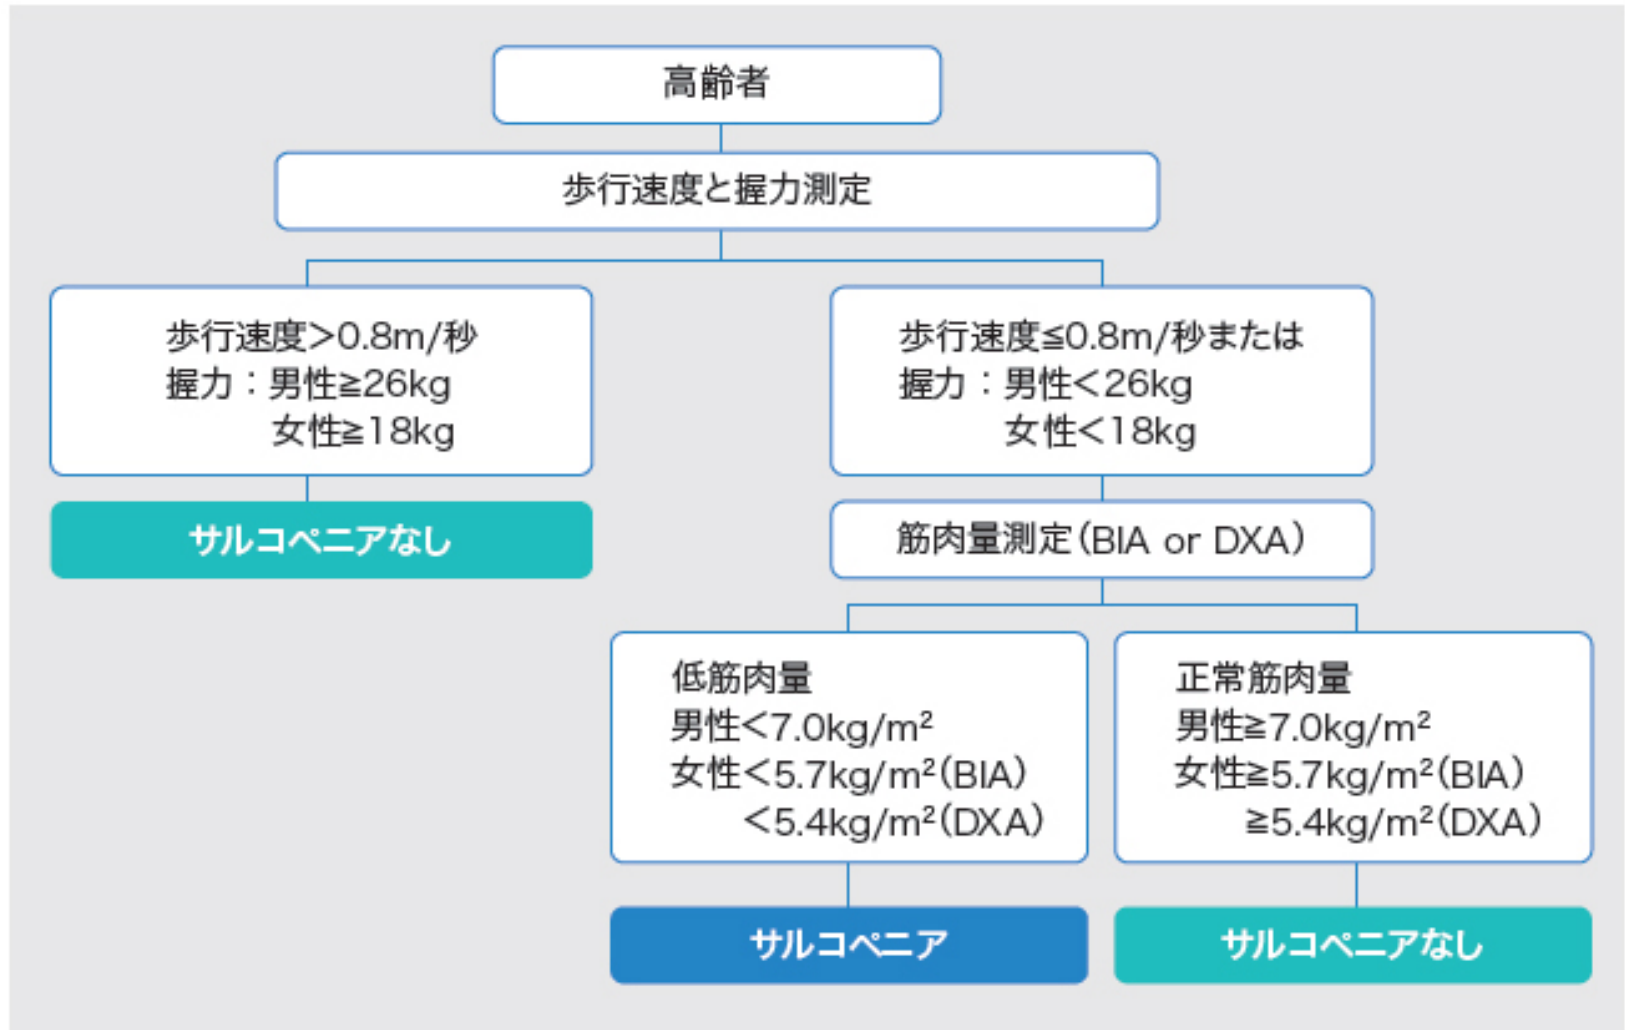 高齢者
歩行速度と握力測定
歩行速度>0.8m/秒
握力：男性≧26kg
女性≧18kg
サルコペニアなし
歩行速度≦0.8m/秒または
握力：男性<26kg
女性<18kg
筋肉量測定(BIA or DXA)
低筋肉量
男性<7.0kg/m²
女性<5.7kg/m²(BIA)
<5.4kg/m²(DXA)
サルコペニア
正常筋肉量
男性≧7.0kg/m²
女性≧5.7kg/m²(BIA)
≧5.4kg/m²(DXA)
サルコペニアなし